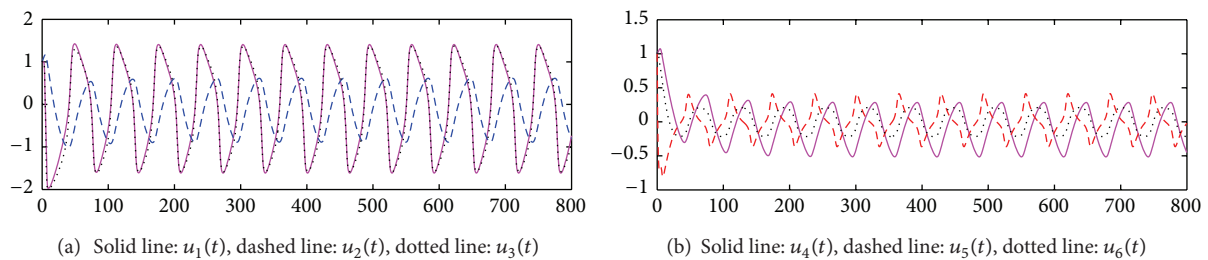 2
1
0
−1
−2
0 100 200 300 400 500 600 700 800
(a) Solid line: u₁(t), dashed line: u₂(t), dotted line: u₃(t)
1.5
1
0.5
0
−0.5
−1
0 100 200 300 400 500 600 700 800
(b) Solid line: u₄(t), dashed line: u₅(t), dotted line: u₆(t)